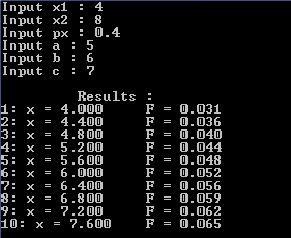 Input x1 : 4
Input x2 : 8
Input px : 0.4
Input a : 5
Input b : 6
Input c : 7
Results :
1: x = 4.000 F = 0.031
2: x = 4.400 F = 0.036
3: x = 4.800 F = 0.040
4: x = 5.200 F = 0.044
5: x = 5.600 F = 0.048
6: x = 6.000 F = 0.052
7: x = 6.400 F = 0.056
8: x = 6.800 F = 0.059
9: x = 7.200 F = 0.062
10: x = 7.600 F = 0.065